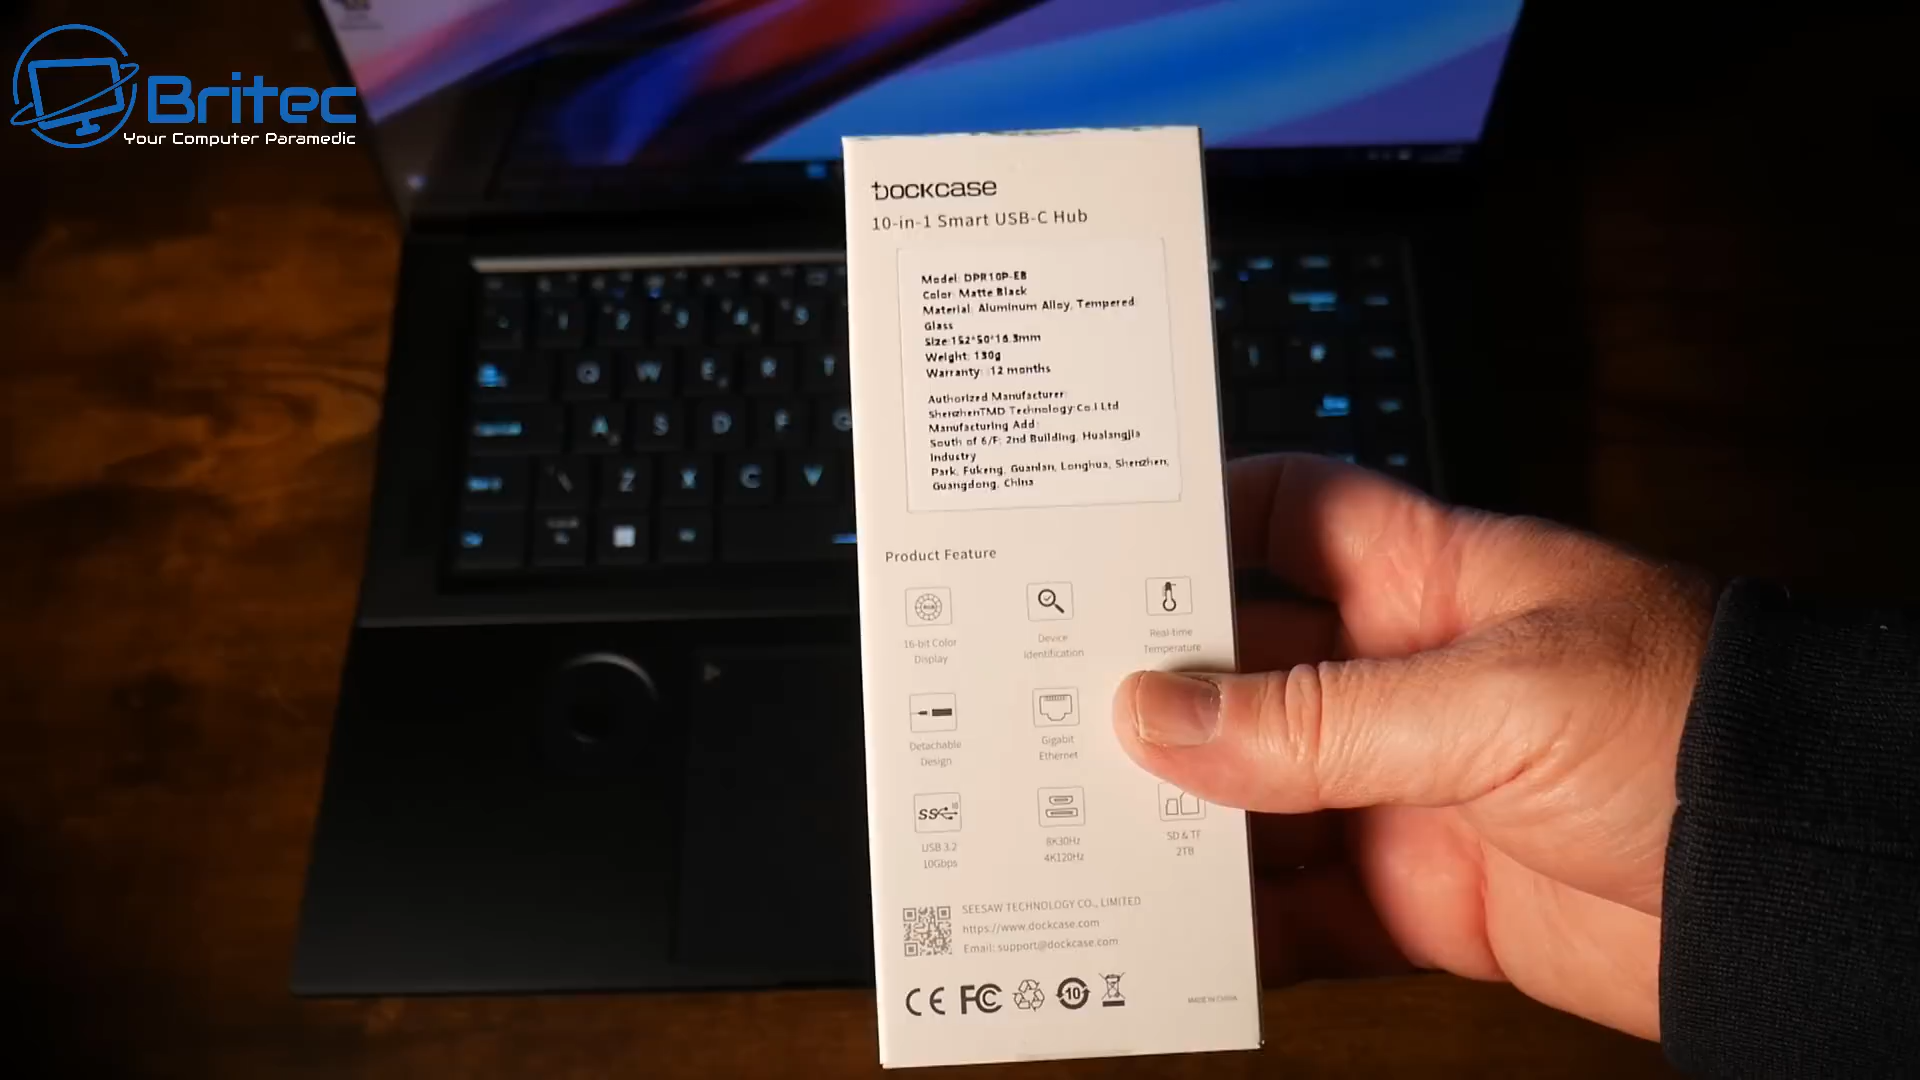 Britec
Your Computer Paramedic
DOCKCASE
10-in-1 Smart USB-C Hub
Model: DPR10P-EB
Color: Matte Black
Material: Aluminum Alloy, Tempered
Glass
Size:152*50*16.3mm
Weight: 130g
Warranty: :12 months
Authorized Manufacturer:
ShenzhenTMD Technology Co.l Ltd
Manufacturing Add:
South of 6/F; 2nd Building, Hualangjia
Industry
Park, Fukeng, Guanlan, Longhua, Shenzhen,
Guangdong, China
Product Feature
16-bit Color
Display
Device
Identification
Real-time
Temperature
Detachable
Design
Gigabit
Ethernet
SS 10
USB 3.2
10Gbps
8K30Hz
4K120Hz
SD & TF
2TB
SEESAW TECHNOLOGY CO., LIMITED
https://www.dockcase.com
Email: support@dockcase.com
CE FC 10
MADE IN CHINA
Q W E R T
A S D F G
Z X C V